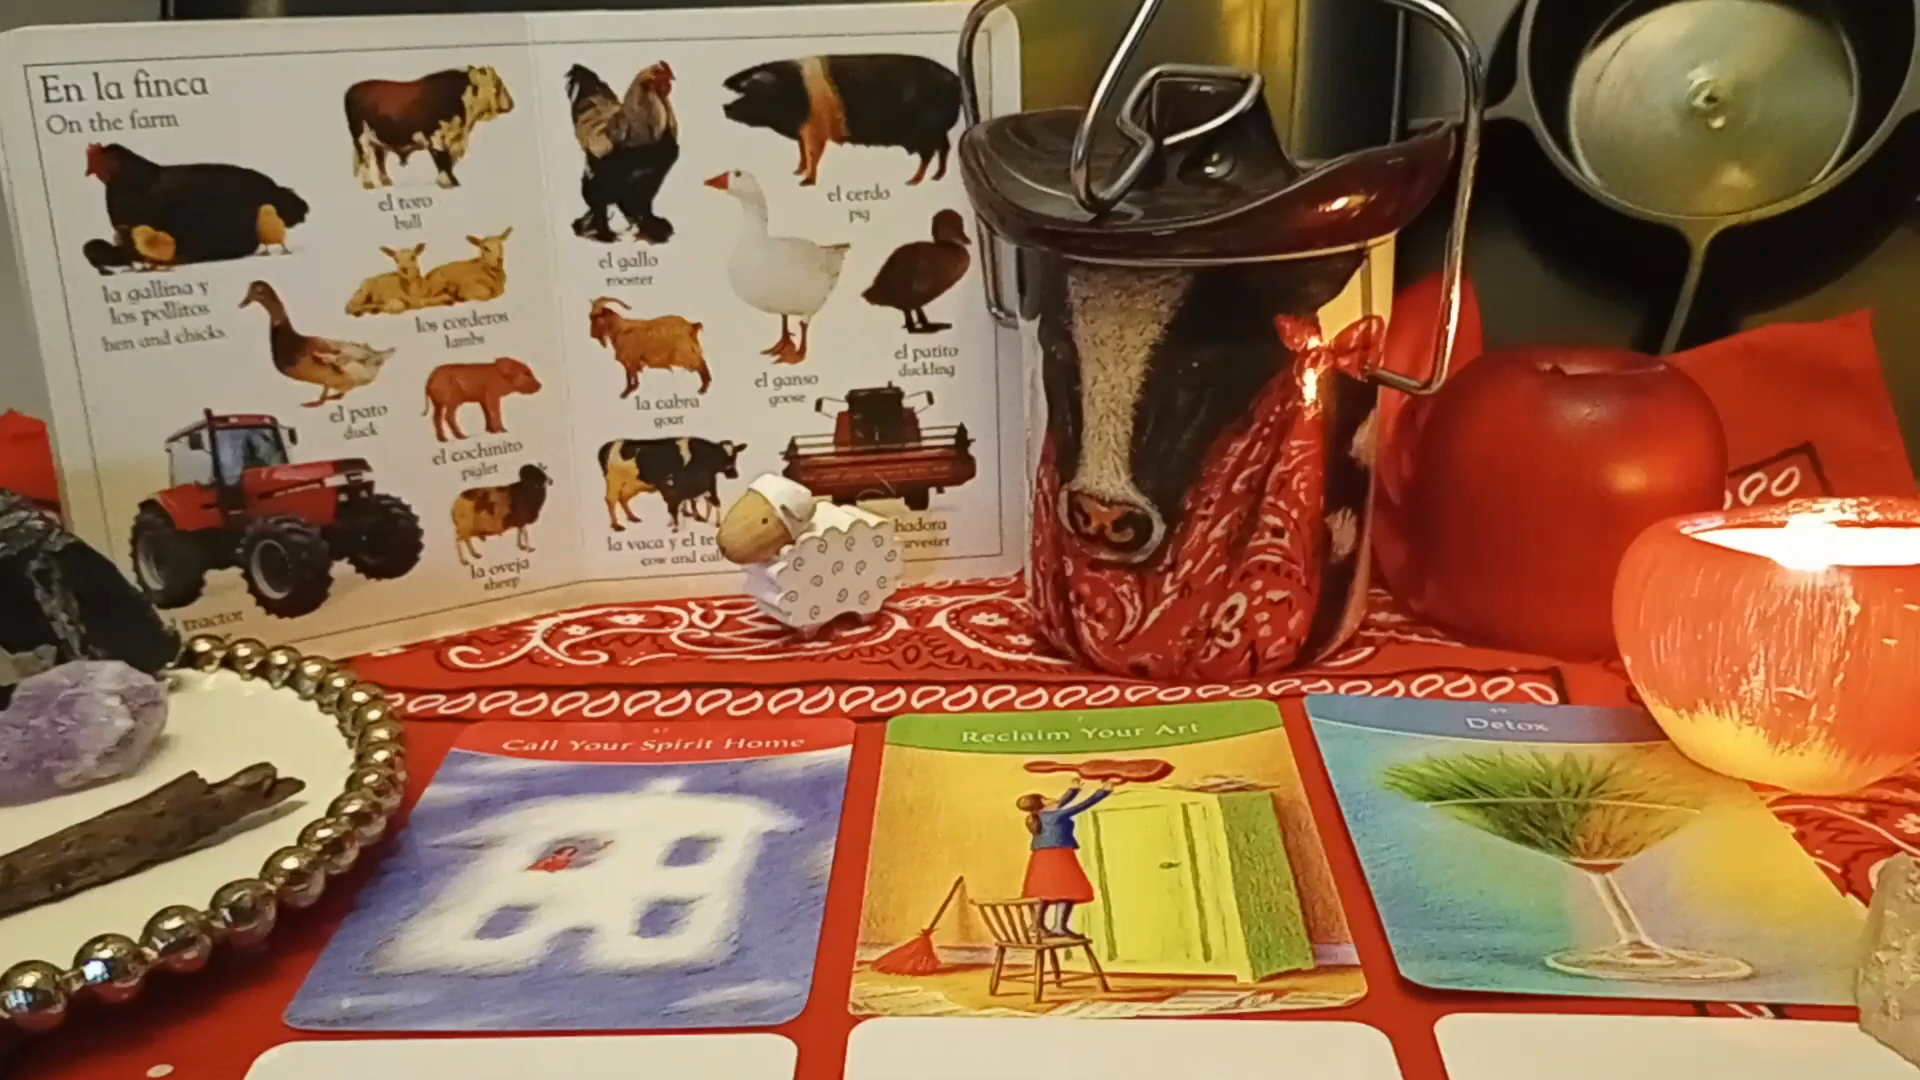 En la finca
On the farm
el toro
bull
la gallina y
los pollitos
hen and chicks
los corderos
lambs
el pato
duck
el cochinito
piglet
la oveja
sheep
tractor
el gallo
rooster
el cerdo
pig
el patito
duckling
el ganso
goose
la cabra
goat
la vaca y el
cow and
Call Your Spirit Home
Reclaim Your Art
Detox